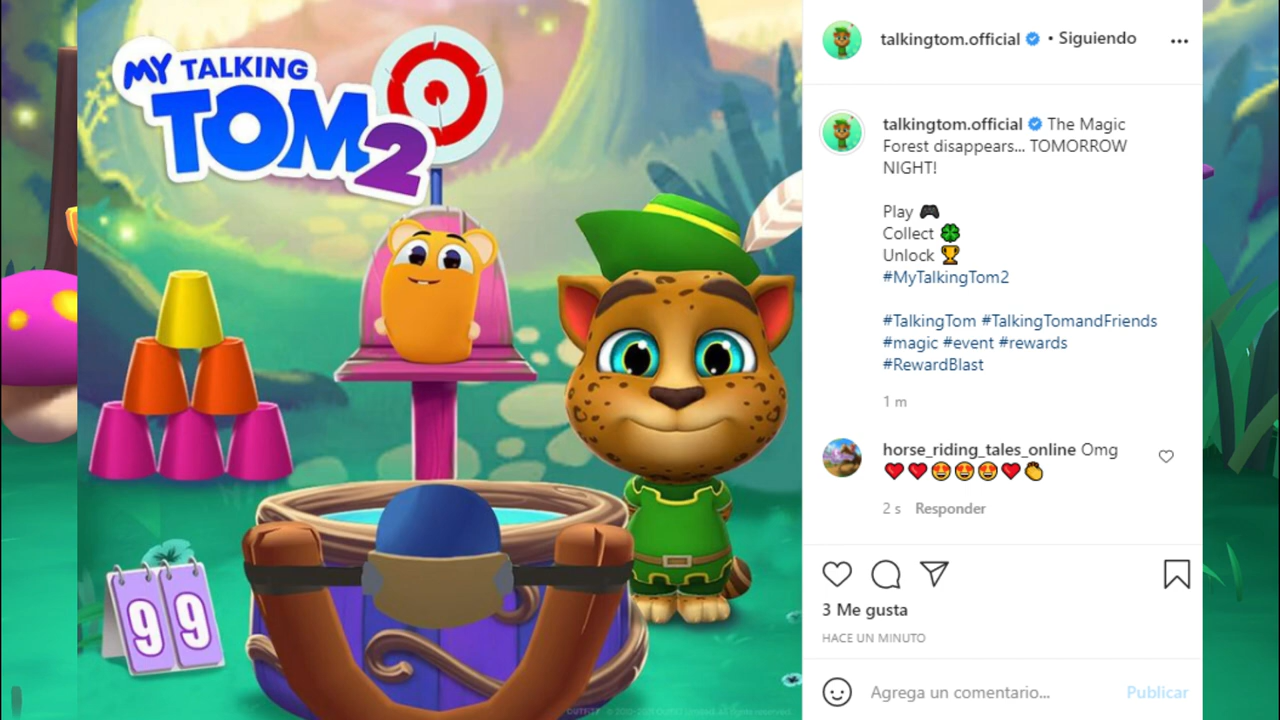 MY TALKING
TOM 2
99
talkingtom.official • Siguiendo
talkingtom.official The Magic
Forest disappears... TOMORROW
NIGHT!
Play 🎮
Collect 🍀
Unlock 🏆
#MyTalkingTom2
#TalkingTom #TalkingTomandFriends
#magic #event #rewards
#RewardBlast
1 m
horse_riding_tales_online Omg
❤️❤️😍😍😍❤️👏
2 s Responder
3 Me gusta
HACE UN MINUTO
Agrega un comentario... Publicar